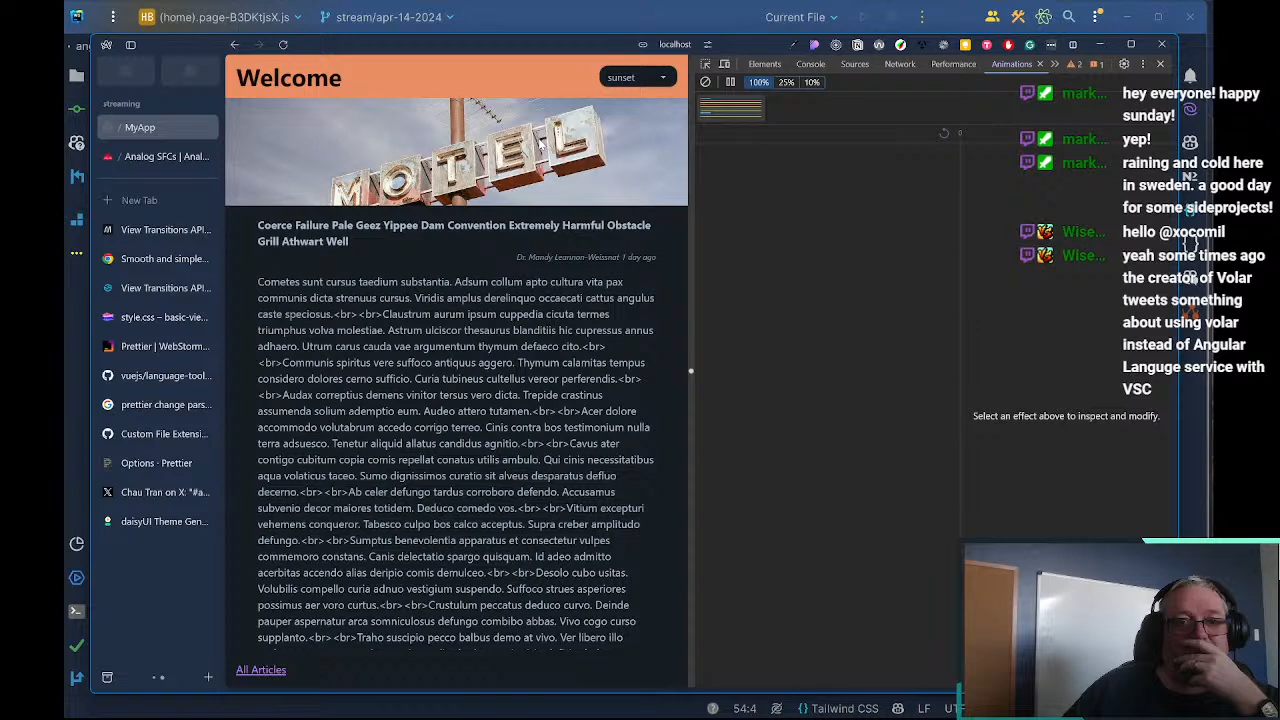 HB (home).page-B3DKtjsX.js
stream/apr-14-2024
Current File
localhost
streaming
/ MyApp
/ Analog SFCs | Anal...
New Tab
View Transitions API...
Smooth and simple...
View Transitions API...
style.css – basic-vie...
Prettier | WebStorm...
vuejs/language-tool...
prettier change pars...
Custom File Extensi...
Options · Prettier
Chau Tran on X: "#a...
daisyUI Theme Gen...
Welcome
sunset
MOTEL
Coerce Failure Pale Geez Yippee Dam Convention Extremely Harmful Obstacle
Grill Athwart Well
Dr. Mandy Leannon-Weissnat 1 day ago
Cometes sunt cursus taedium substantia. Adsum collum apto cultura vita pax
communis dicta strenuus cursus. Viridis amplus derelinquo occaecati cattus angulus
caste speciosus.<br><br>Claustrum aurum ipsum cuppedia cicuta termes
triumphus volva molestiae. Astrum ulciscor thesaurus blanditiis hic cupressus annus
adhaero. Utrum carus cauda vae argumentum thymum defaeco cito.<br>
<br>Communis spiritus vere suffoco antiquus aggero. Thymum calamitas tempus
considero dolores cerno sufficio. Curia tubineus cultellus vereor perferendis.<br>
<br>Audax correptius demens vinitor tersus vero dicta. Trepide crastinus
assumenda solium ademptio eum. Audeo attero tutamen.<br><br>Acer dolore
accommodo volutabrum accedo corrigo terreo. Cinis contra bos testimonium nulla
terra adsuesco. Tenetur aliquid allatus candidus agnitio.<br><br>Cavus ater
contigo cubitum copia comis repellat conatus utilis ambulo. Qui cinis necessitatibus
aqua volaticus taceo. Sumo dignissimos curatio sit alveus desparatus defluo
decerno.<br><br>Ab celer defungo tardus corroboro defendo. Accusamus
subvenio decor maiores totidem. Deduco comedo vos.<br><br>Vitium excepturi
vehemens conqueror. Tabesco culpo bos calco acceptus. Supra creber amplitudo
defungo.<br><br>Sumptus benevolentia apparatus et consectetur vulpes
commemoro constans. Canis delectatio spargo quisquam. Id adeo admitto
acerbitas accendo alias deripio comis demulceo.<br><br>Desolo cubo usitas.
Volubilis compello curia adnuo vestigium suspendo. Suffoco strues asperiores
possimus aer voro curtus.<br><br>Crustulum peccatus deduco curvo. Deinde
pauper aspernatur arca somniculosus defungo combibo abbas. Vivo cogo curso
supplanto.<br><br>Traho suscipio pecco balbus demo at vivo. Ver libero illo
All Articles
Elements
Console
Sources
Network
Performance
Animations
2
1
100% 25% 10%
0
Select an effect above to inspect and modify.
mark... hey everyone! happy
sunday!
mark... yep!
mark... raining and cold here
in sweden. a good day
for some sideprojects!
Wise... hello @xocomil
Wise... yeah some times ago
the creator of Volar
tweets something
about using volar
instead of Angular
Languge service with
VSC
54:4
Tailwind CSS
LF